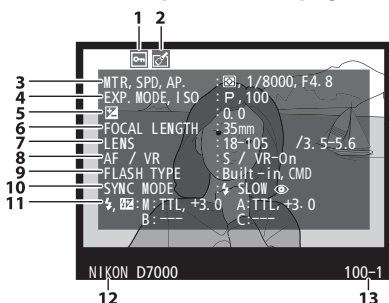 1 2
3 MTR, SPD, AP. : , 1/8000, F4. 8
4 EXP. MODE, ISO : P, 100
5 : 0. 0
6 FOCAL LENGTH : 35mm
7 LENS : 18-105 /3. 5-5. 6
8 AF / VR : S / VR-On
9 FLASH TYPE : Built-in, CMD
10 SYNC MODE : SLOW
11 , : M: TTL, +3. 0 A: TTL, +3. 0
B: --- C: ---
NIKON D7000 100-1
12 13